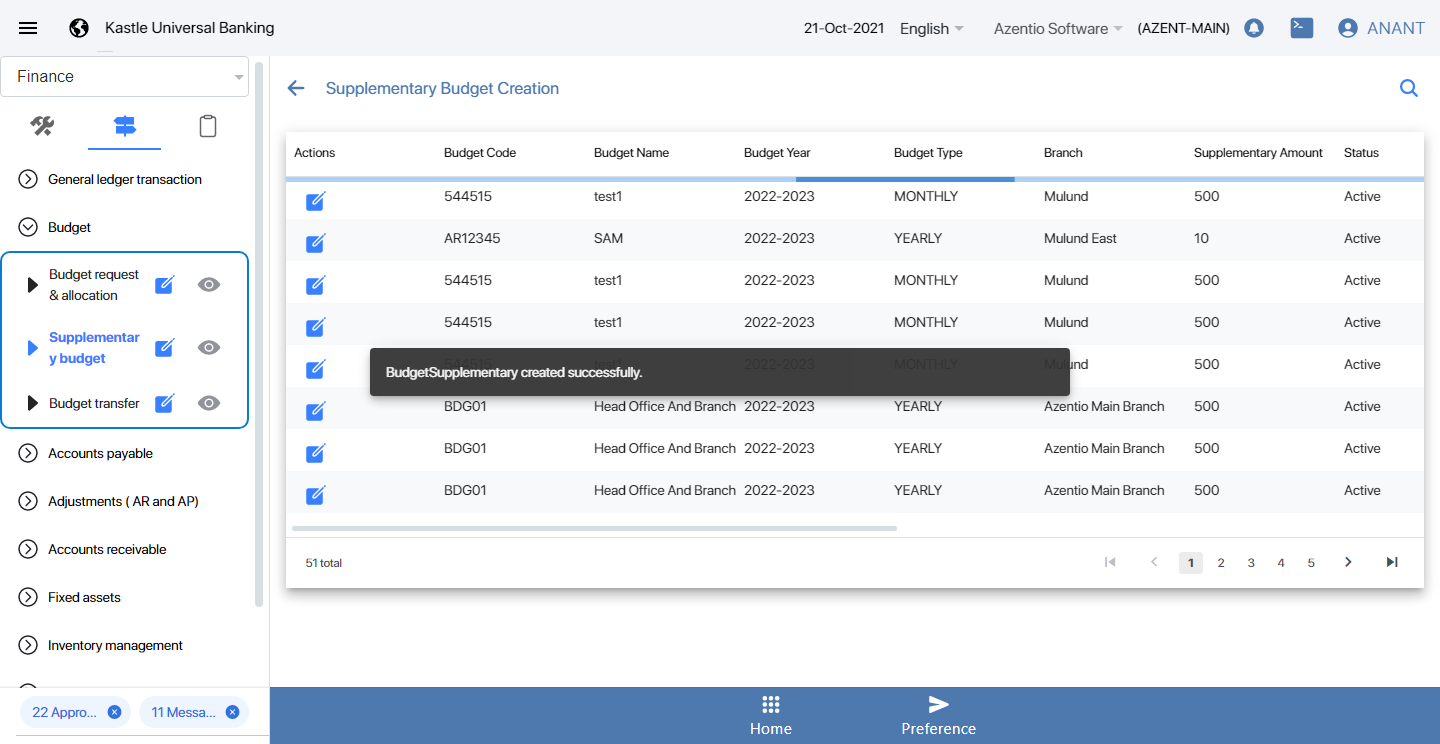 Kastle Universal Banking
21-Oct-2021
English
Azentio Software
(AZENT-MAIN)
ANANT
Finance
General ledger transaction
Budget
Budget request
& allocation
Supplementar
y budget
Budget transfer
Accounts payable
Adjustments ( AR and AP)
Accounts receivable
Fixed assets
Inventory management
22 Appro...
11 Messa...
Supplementary Budget Creation
Actions Budget Code Budget Name Budget Year Budget Type Branch Supplementary Amount Status
544515 test1 2022-2023 MONTHLY Mulund 500 Active
AR12345 SAM 2022-2023 YEARLY Mulund East 10 Active
544515 test1 2022-2023 MONTHLY Mulund 500 Active
544515 test1 2022-2023 MONTHLY Mulund 500 Active
544515 test1 2022-2023 MONTHLY Mulund 500 Active
BudgetSupplementary created successfully.
BDG01 Head Office And Branch 2022-2023 YEARLY Azentio Main Branch 500 Active
BDG01 Head Office And Branch 2022-2023 YEARLY Azentio Main Branch 500 Active
BDG01 Head Office And Branch 2022-2023 YEARLY Azentio Main Branch 500 Active
51 total
1 2 3 4 5
Home
Preference